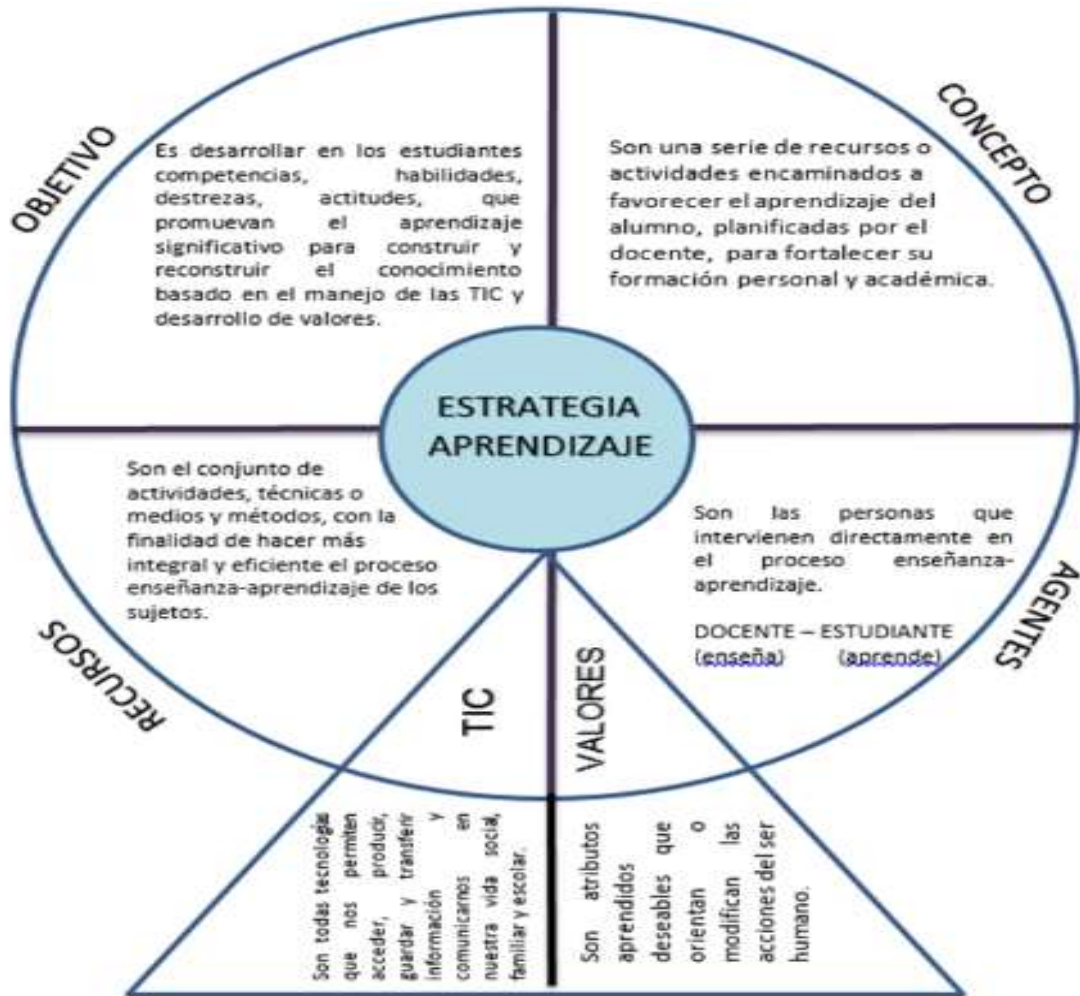 OBJETIVO
Es desarrollar en los estudiantes
competencias, habilidades,
destrezas, actitudes, que
promuevan el aprendizaje
significativo para construir y
reconstruir el conocimiento
basado en el manejo de las TIC y
desarrollo de valores.
CONCEPTO
Son una serie de recursos o
actividades encaminados a
favorecer el aprendizaje del
alumno, planificadas por el
docente, para fortalecer su
formación personal y académica.
ESTRATEGIA
APRENDIZAJE
RECURSOS
Son el conjunto de
actividades, técnicas o
medios y métodos, con la
finalidad de hacer más
integral y eficiente el proceso
enseñanza-aprendizaje de los
sujetos.
AGENTES
Son las personas que
intervienen directamente en
el proceso enseñanza-
aprendizaje.
DOCENTE – ESTUDIANTE
(enseña) (aprende)
TIC
Son todas tecnologías
que nos permiten
acceder, producir,
guardar y transferir
información y
comunicarnos en
nuestra vida social,
familiar y escolar.
VALORES
Son atributos
aprendidos
deseables que
orientan o
modifican las
acciones del ser
humano.